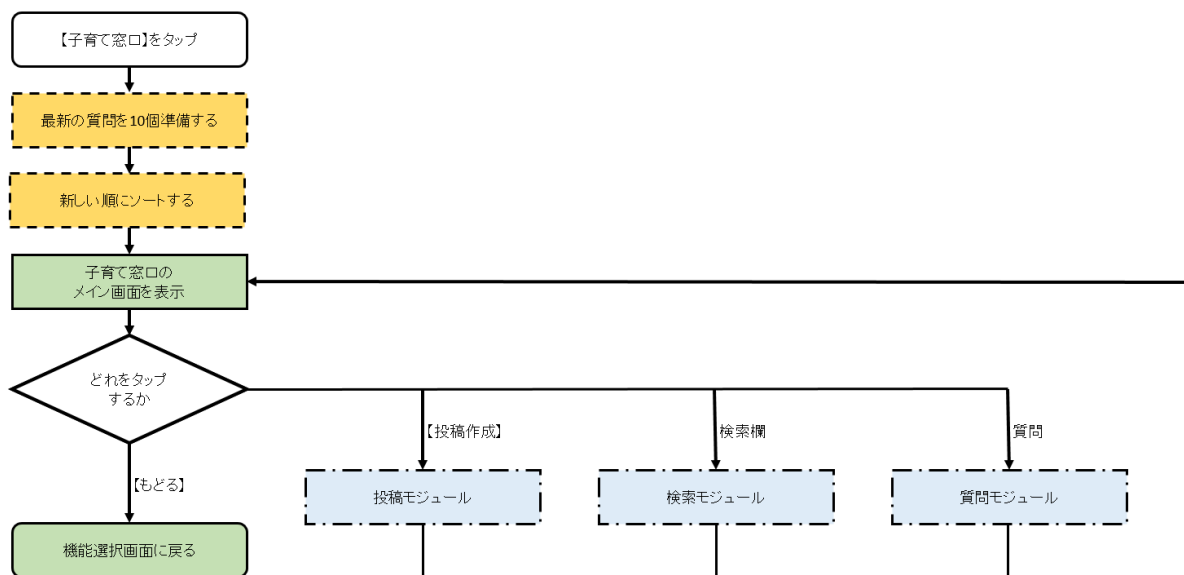 【子育て窓口】をタップ
最新の質問を10個準備する
新しい順にソートする
子育て窓口の
メイン画面を表示
どれをタップ
するか
【投稿作成】
検索欄
質問
【もどる】
投稿モジュール
検索モジュール
質問モジュール
機能選択画面に戻る